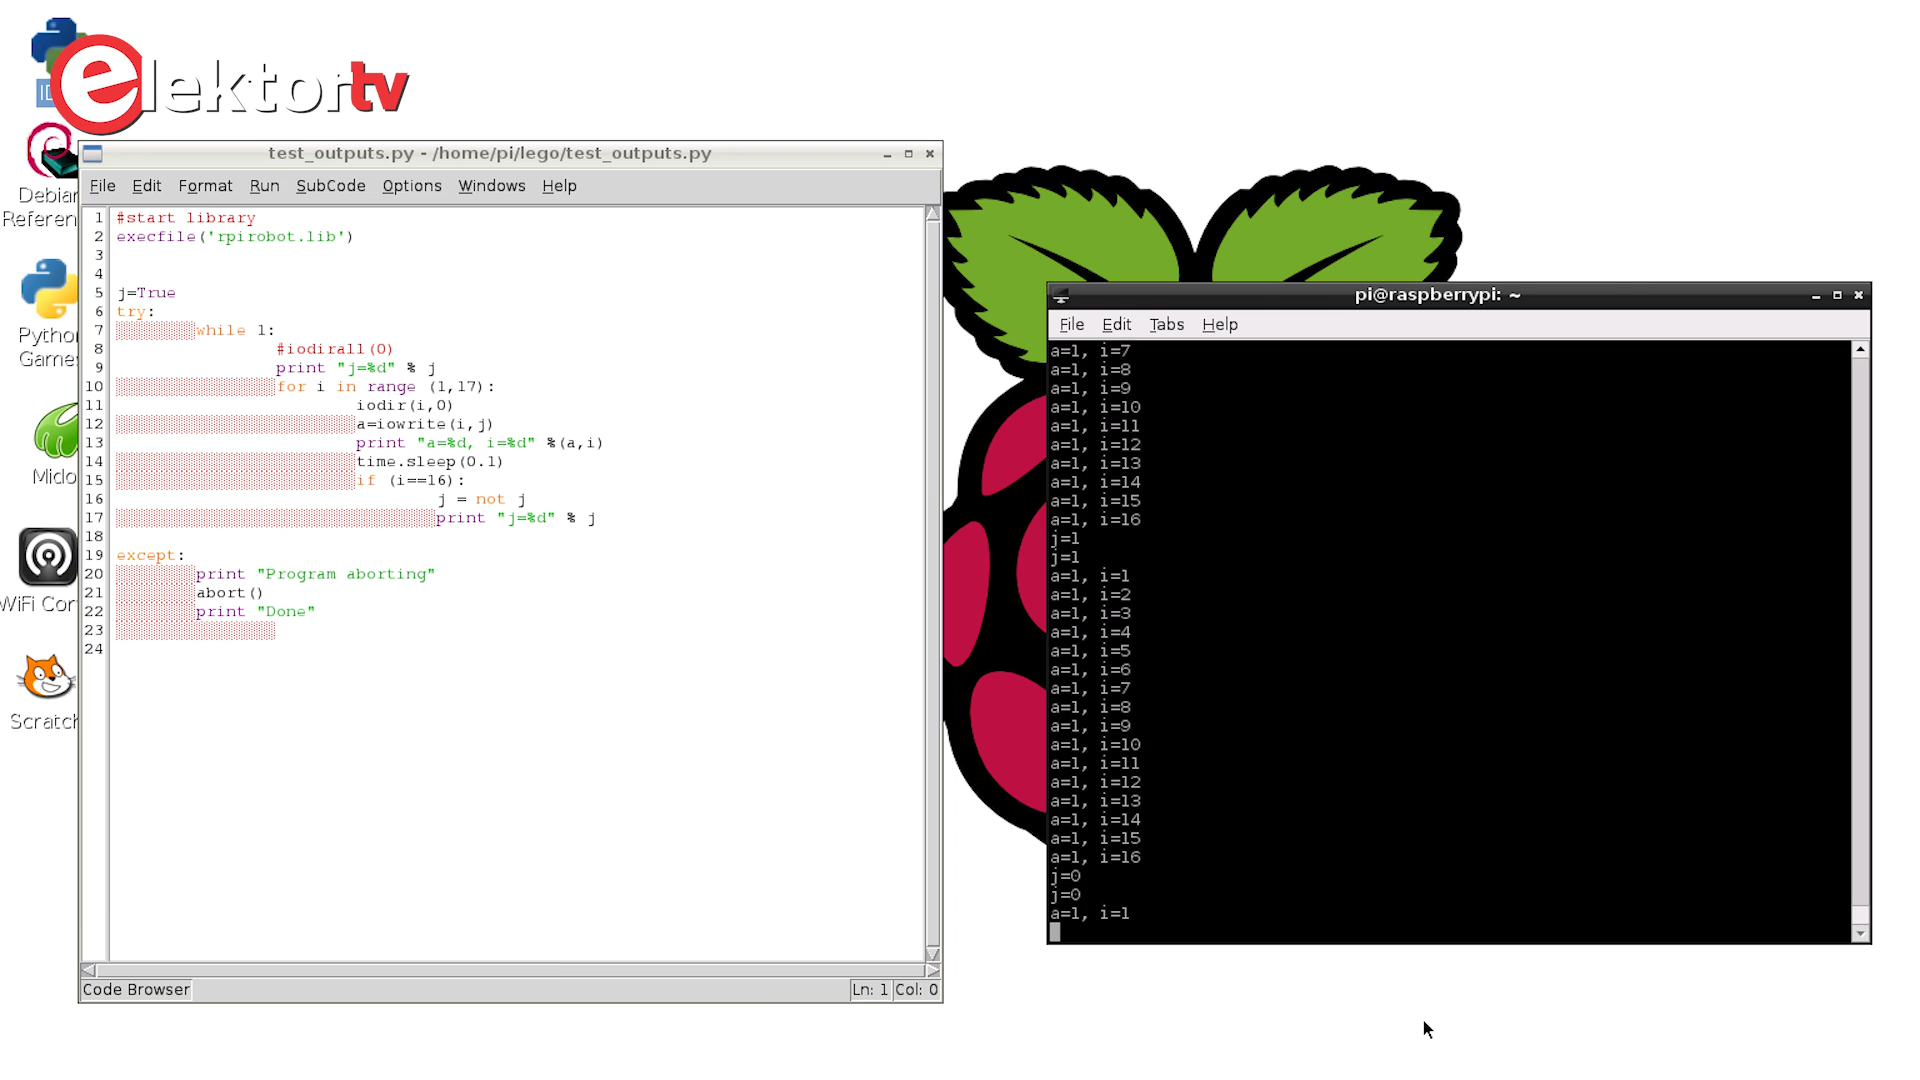 elektortv
test_outputs.py - /home/pi/lego/test_outputs.py
File Edit Format Run SubCode Options Windows Help
1 #start library
2 execfile('rpirobot.lib')
3
4
5 j=True
6 try:
7 while 1:
8 #iodirall(0)
9 print "j=%d" % j
10 for i in range (1,17):
11 iodir(i,0)
12 a=iowrite(i,j)
13 print "a=%d, i=%d" %(a,i)
14 time.sleep(0.1)
15 if (i==16):
16 j = not j
17 print "j=%d" % j
18
19 except:
20 print "Program aborting"
21 abort()
22 print "Done"
23
24
Code Browser
Ln: 1 Col: 0
ID
Debian
Referen
Python
Game
Mido
WiFi Con
Scratch
pi@raspberrypi: ~
File Edit Tabs Help
a=1, i=7
a=1, i=8
a=1, i=9
a=1, i=10
a=1, i=11
a=1, i=12
a=1, i=13
a=1, i=14
a=1, i=15
a=1, i=16
j=1
j=1
a=1, i=1
a=1, i=2
a=1, i=3
a=1, i=4
a=1, i=5
a=1, i=6
a=1, i=7
a=1, i=8
a=1, i=9
a=1, i=10
a=1, i=11
a=1, i=12
a=1, i=13
a=1, i=14
a=1, i=15
a=1, i=16
j=0
j=0
a=1, i=1